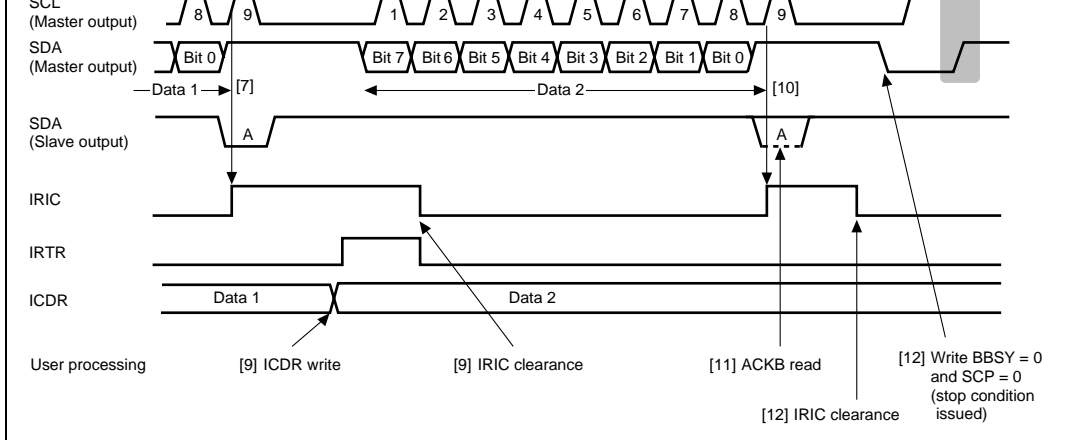 SCL
(Master output)
8 9 1 2 3 4 5 6 7 8 9
SDA
(Master output)
Bit 0 Bit 7 Bit 6 Bit 5 Bit 4 Bit 3 Bit 2 Bit 1 Bit 0
Data 1 [7] Data 2 [10]
SDA
(Slave output)
A A
IRIC
IRTR
ICDR
Data 1 Data 2
User processing
[9] ICDR write
[9] IRIC clearance
[11] ACKB read
[12] Write BBSY = 0
and SCP = 0
(stop condition
issued)
[12] IRIC clearance